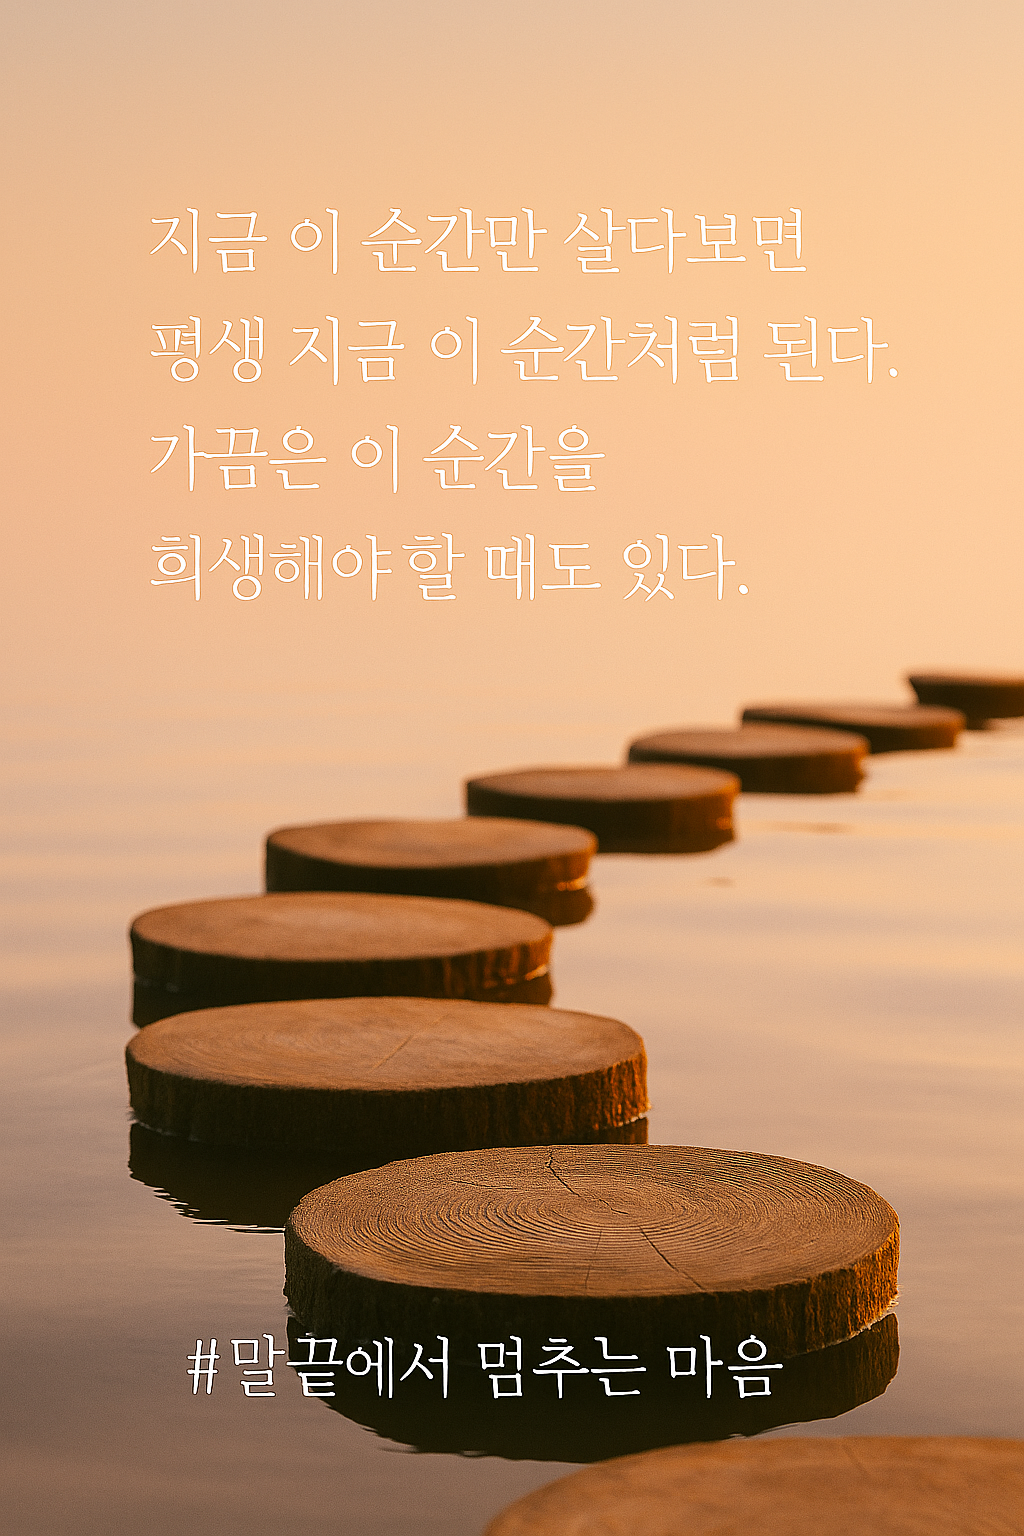 지금 이 순간만 살다보면
평생 지금 이 순간처럼 된다.
가끔은 이 순간을
희생해야 할 때도 있다.
#말끝에서 멈추는 마음